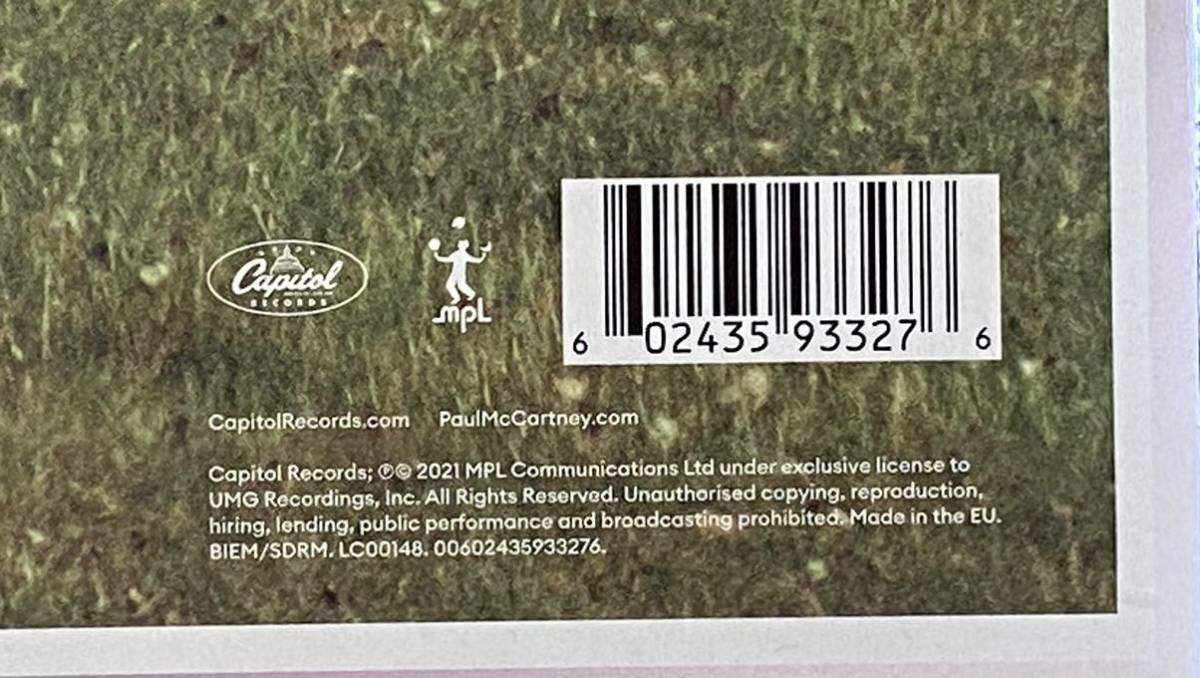 Capitol
RECORDS
mpL
6 02435 93327 6
CapitolRecords.com PaulMcCartney.com
Capitol Records; ℗© 2021 MPL Communications Ltd under exclusive license to
UMG Recordings, Inc. All Rights Reserved. Unauthorised copying, reproduction,
hiring, lending, public performance and broadcasting prohibited. Made in the EU.
BIEM/SDRM. LC00148. 00602435933276.